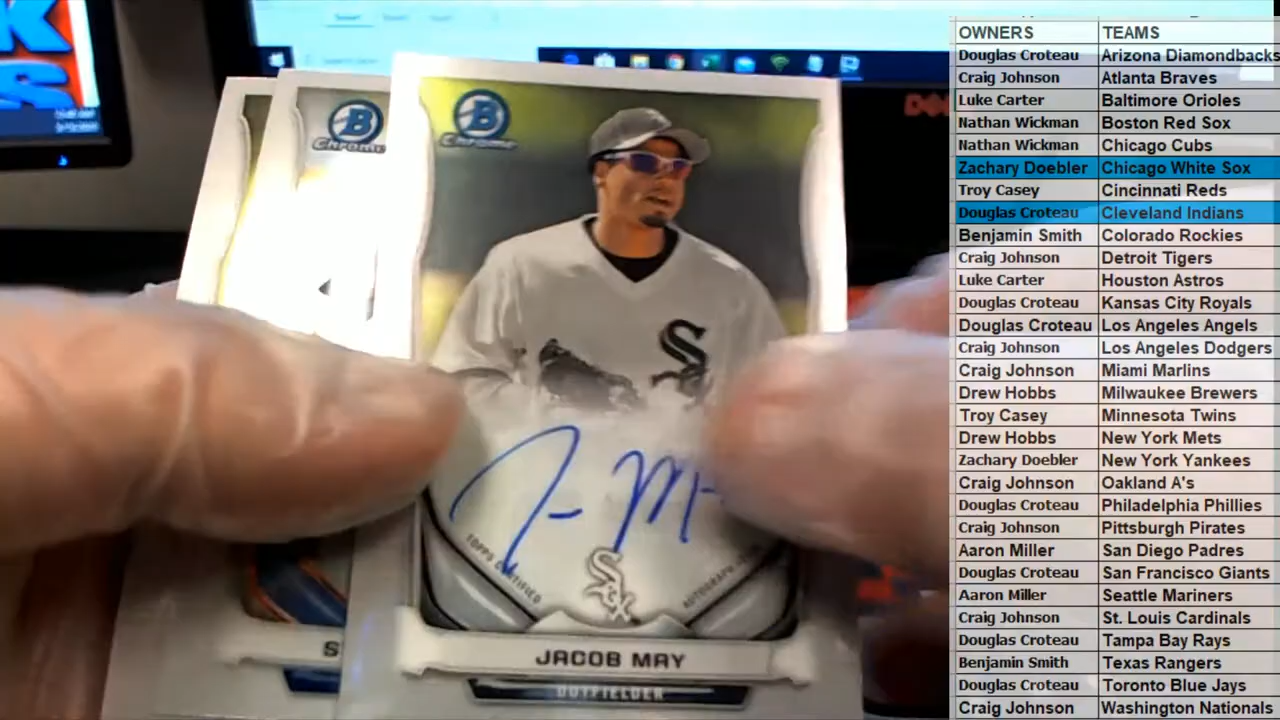 OWNERS TEAMS
Douglas Croteau Arizona Diamondbacks
Craig Johnson Atlanta Braves
Luke Carter Baltimore Orioles
Nathan Wickman Boston Red Sox
Nathan Wickman Chicago Cubs
Zachary Doebler Chicago White Sox
Troy Casey Cincinnati Reds
Douglas Croteau Cleveland Indians
Benjamin Smith Colorado Rockies
Craig Johnson Detroit Tigers
Luke Carter Houston Astros
Douglas Croteau Kansas City Royals
Douglas Croteau Los Angeles Angels
Craig Johnson Los Angeles Dodgers
Craig Johnson Miami Marlins
Drew Hobbs Milwaukee Brewers
Troy Casey Minnesota Twins
Drew Hobbs New York Mets
Zachary Doebler New York Yankees
Craig Johnson Oakland A's
Douglas Croteau Philadelphia Phillies
Craig Johnson Pittsburgh Pirates
Aaron Miller San Diego Padres
Douglas Croteau San Francisco Giants
Aaron Miller Seattle Mariners
Craig Johnson St. Louis Cardinals
Douglas Croteau Tampa Bay Rays
Benjamin Smith Texas Rangers
Douglas Croteau Toronto Blue Jays
Craig Johnson Washington Nationals
B
Chrome
B
Chrome
S
TOPPS CERTIFIED
Sox
JACOB MAY
OUTFIELDER